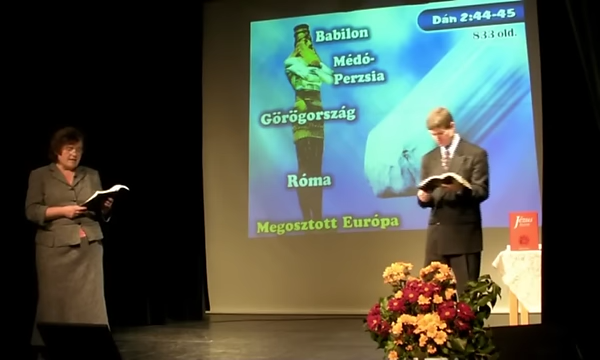 Dán 2:44-45
833 old.
Babilon
Médó-
Perzsia
Görögország
Róma
Megosztott Európa